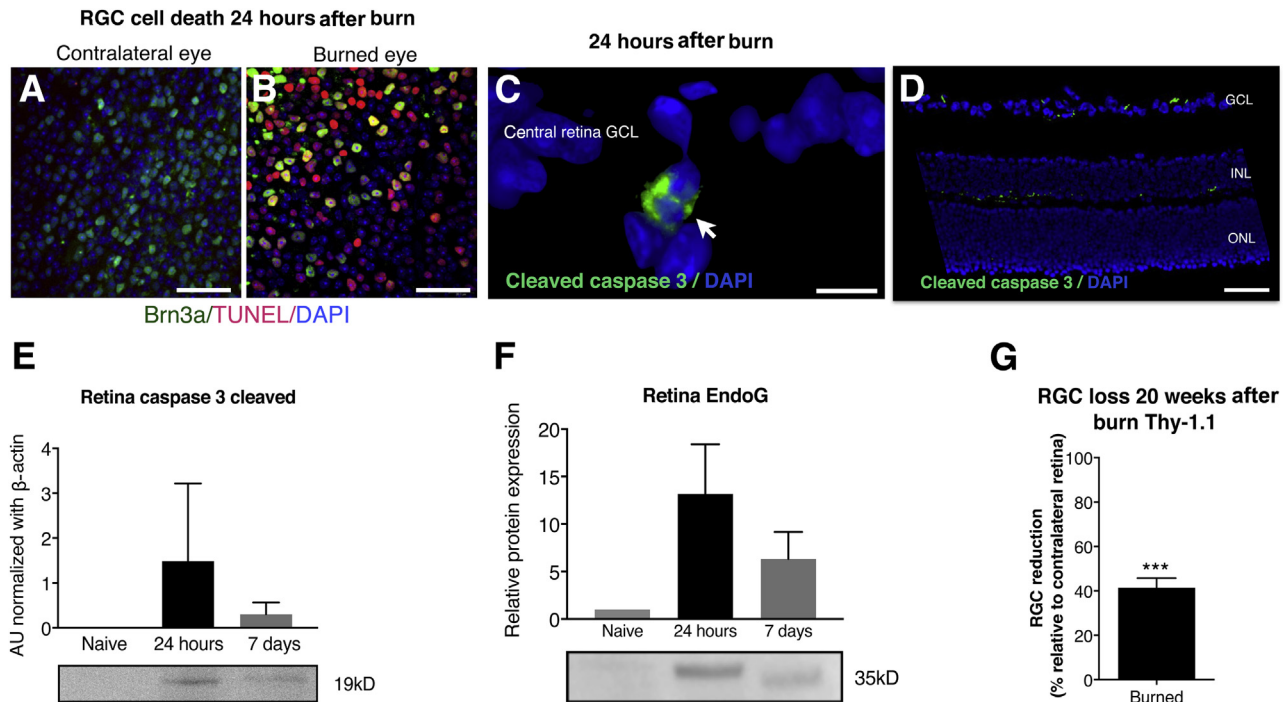 RGC cell death 24 hours after burn
Contralateral eye
Burned eye
A
B
Brn3a/TUNEL/DAPI
24 hours after burn
C
Central retina GCL
Cleaved caspase 3 / DAPI
D
GCL
INL
ONL
Cleaved caspase 3 / DAPI
E
Retina caspase 3 cleaved
AU normalized with β-actin
4
3
2
1
0
Naive
24 hours
7 days
19kD
F
Retina EndoG
Relative protein expression
20
15
10
5
0
Naive
24 hours
7 days
35kD
G
RGC loss 20 weeks after
burn Thy-1.1
RGC reduction
(% relative to contralateral retina)
100
80
60
40
20
0
***
Burned